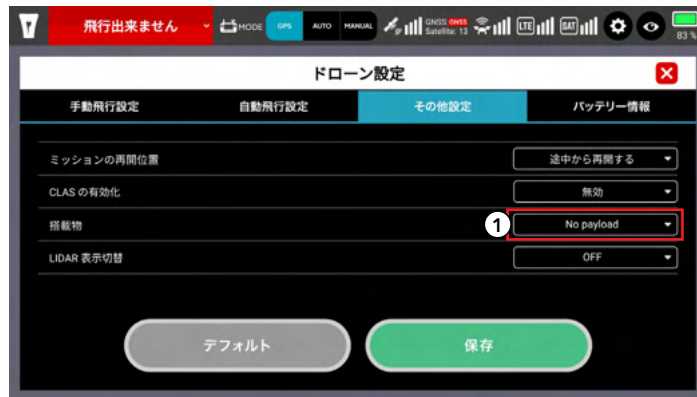 飛行出来ません MODE GPS AUTO MANUAL GNSS: GNSS Satellite: 13 LTE SAT 83 %
ドローン設定
手動飛行設定 自動飛行設定 その他設定 バッテリー情報
ミッションの再開位置 途中から再開する
CLAS の有効化 無効
搭載物 1 No payload
LIDAR 表示切替 OFF
デフォルト 保存